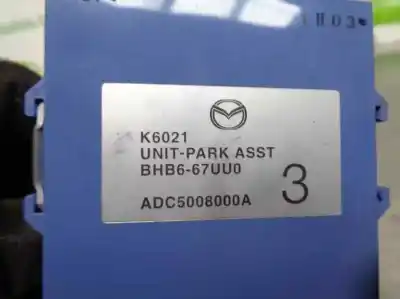 K6021
UNIT-PARK ASST
BHB6-67UU0
3
ADC5008000A